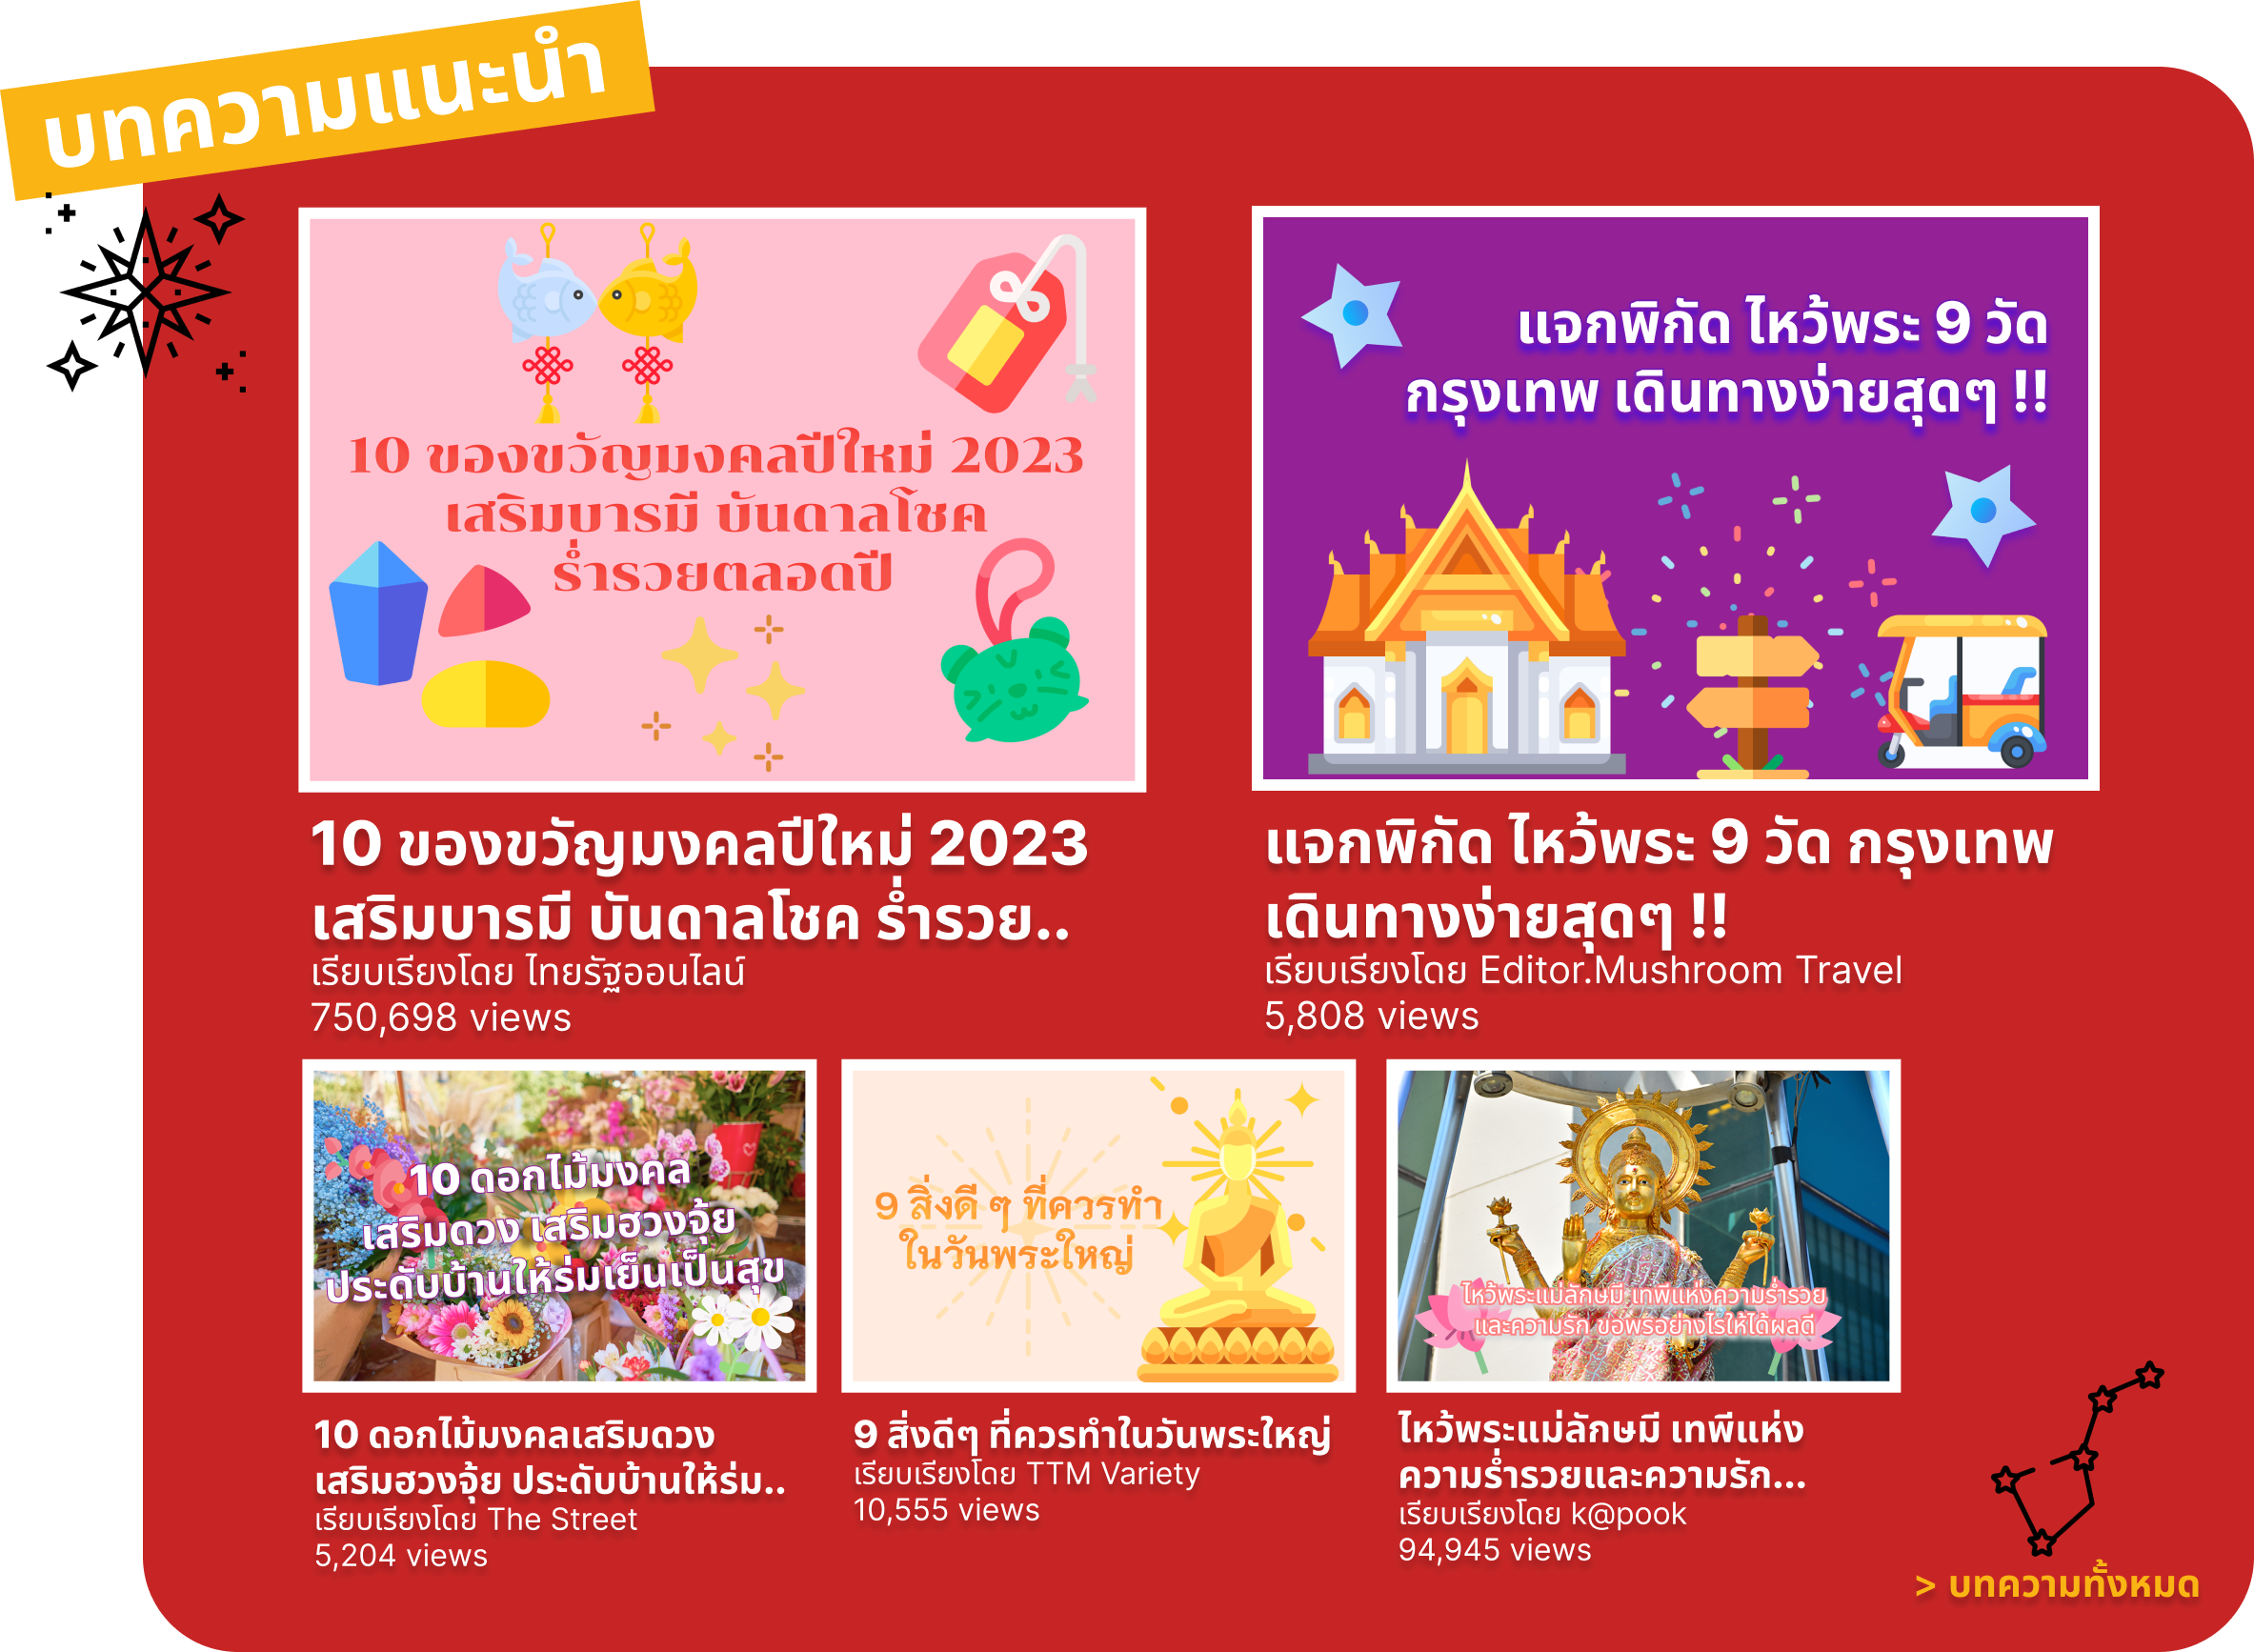 บทความแนะนำ
10 ของขวัญมงคลปีใหม่ 2023
เสริมบารมี บันดาลโชค
ร่ำรวยตลอดปี
10 ของขวัญมงคลปีใหม่ 2023
เสริมบารมี บันดาลโชค ร่ำรวย..
เรียบเรียงโดย ไทยรัฐออนไลน์
750,698 views
แจกพิกัด ไหว้พระ 9 วัด
กรุงเทพ เดินทางง่ายสุดๆ !!
แจกพิกัด ไหว้พระ 9 วัด กรุงเทพ
เดินทางง่ายสุดๆ !!
เรียบเรียงโดย Editor.Mushroom Travel
5,808 views
10 ดอกไม้มงคล
เสริมดวง เสริมฮวงจุ้ย
ประดับบ้านให้ร่มเย็นเป็นสุข
10 ดอกไม้มงคลเสริมดวง
เสริมฮวงจุ้ย ประดับบ้านให้ร่ม..
เรียบเรียงโดย The Street
5,204 views
9 สิ่งดี ๆ ที่ควรทำ
ในวันพระใหญ่
9 สิ่งดีๆ ที่ควรทำในวันพระใหญ่
เรียบเรียงโดย TTM Variety
10,555 views
ไหว้พระแม่ลักษมี เทพีแห่งความร่ำรวย
และความรัก ขอพรอย่างไรให้ได้ผลดี
ไหว้พระแม่ลักษมี เทพีแห่ง
ความร่ำรวยและความรัก...
เรียบเรียงโดย k@pook
94,945 views
> บทความทั้งหมด